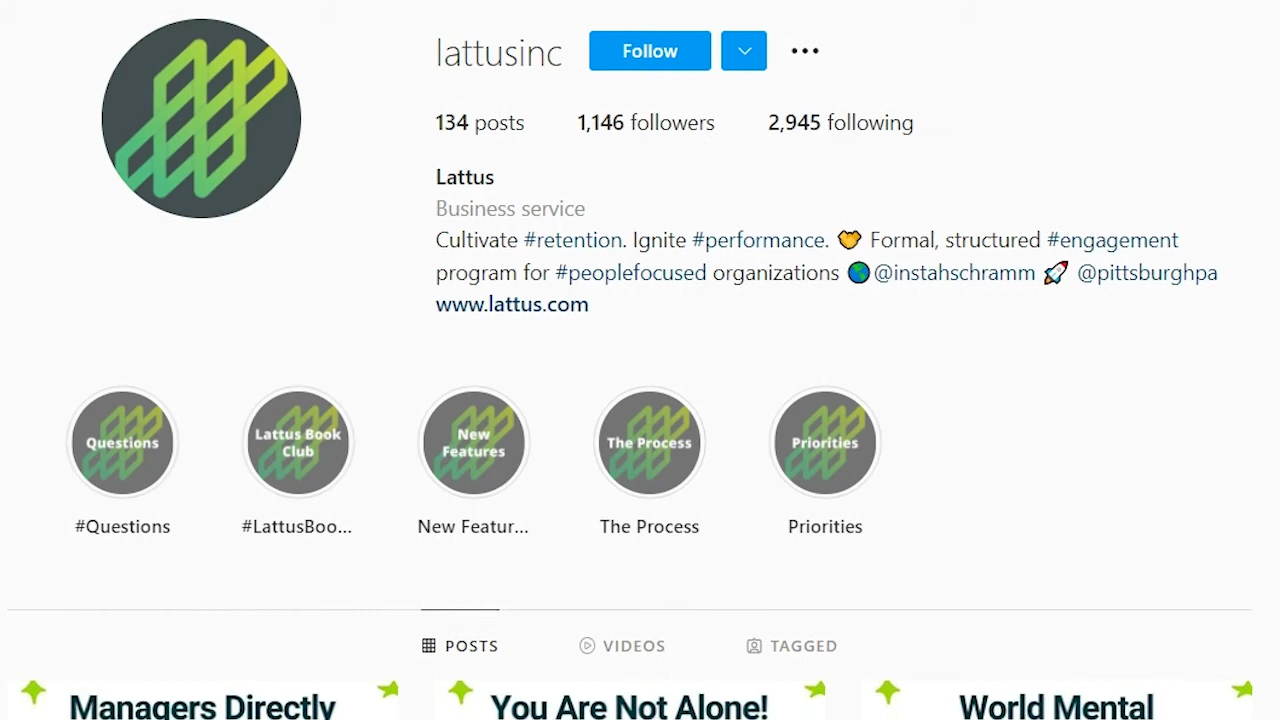 lattusinc Follow
134 posts 1,146 followers 2,945 following
Lattus
Business service
Cultivate #retention. Ignite #performance. Formal, structured #engagement
program for #peoplefocused organizations @instahschramm @pittsburghpa
www.lattus.com
Questions
Lattus Book
Club
New
Features
The Process
Priorities
#Questions #LattusBoo... New Featur... The Process Priorities
POSTS VIDEOS TAGGED
Managers Directly You Are Not Alone! World Mental